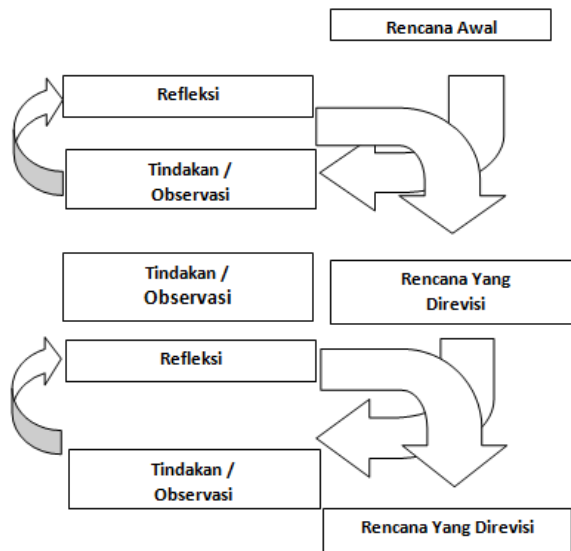 Rencana Awal
Refleksi
Tindakan /
Observasi
Tindakan /
Observasi
Rencana Yang
Direvisi
Refleksi
Tindakan /
Observasi
Rencana Yang Direvisi